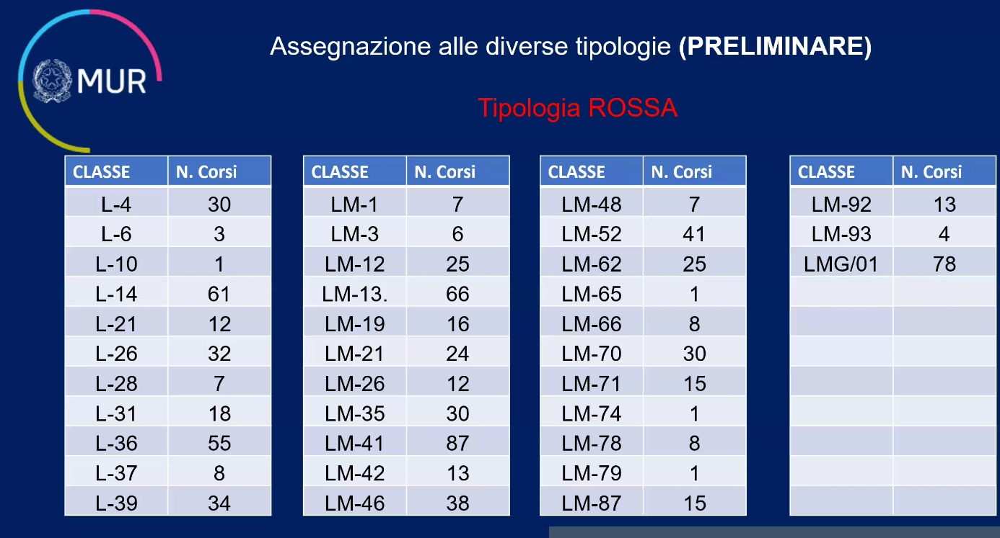 MUR
Assegnazione alle diverse tipologie (PRELIMINARE)
Tipologia ROSSA
CLASSE N. Corsi
L-4 30
L-6 3
L-10 1
L-14 61
L-21 12
L-26 32
L-28 7
L-31 18
L-36 55
L-37 8
L-39 34
CLASSE N. Corsi
LM-1 7
LM-3 6
LM-12 25
LM-13. 66
LM-19 16
LM-21 24
LM-26 12
LM-35 30
LM-41 87
LM-42 13
LM-46 38
CLASSE N. Corsi
LM-48 7
LM-52 41
LM-62 25
LM-65 1
LM-66 8
LM-70 30
LM-71 15
LM-74 1
LM-78 8
LM-79 1
LM-87 15
CLASSE N. Corsi
LM-92 13
LM-93 4
LMG/01 78